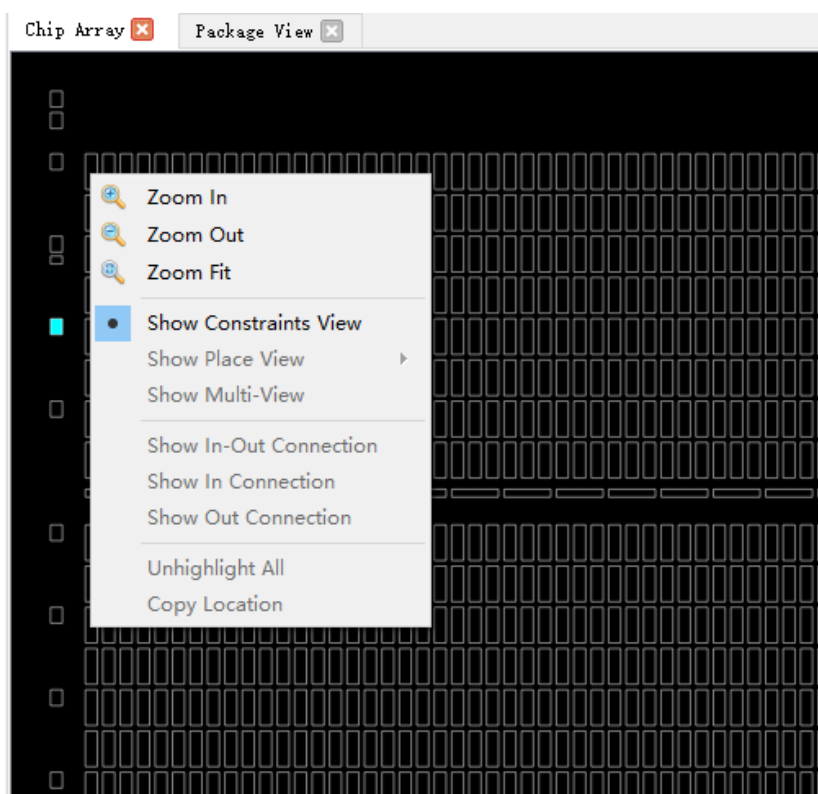 Chip Array Package View
Zoom In
Zoom Out
Zoom Fit
Show Constraints View
Show Place View
Show Multi-View
Show In-Out Connection
Show In Connection
Show Out Connection
Unhighlight All
Copy Location